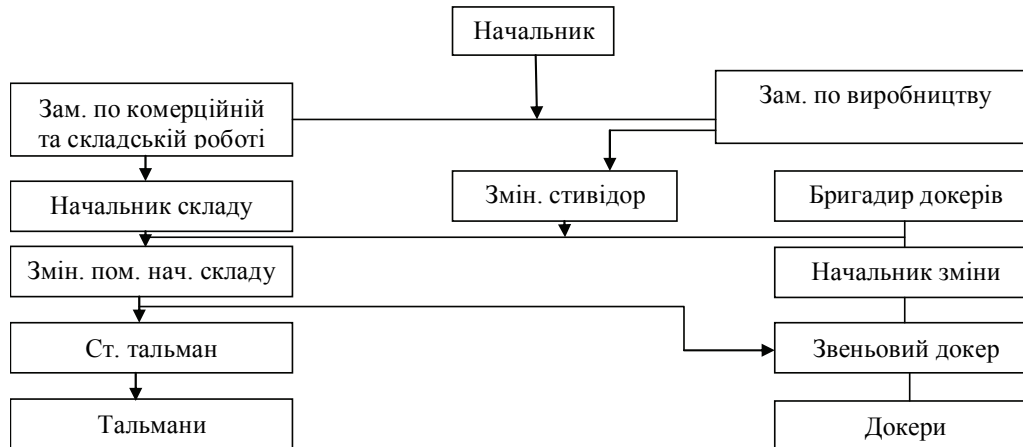 Начальник
Зам. по комерційній
та складській роботі
Зам. по виробництву
Начальник складу
Змін. стивідор
Бригадир докерів
Змін. пом. нач. складу
Начальник зміни
Ст. тальман
Звеньовий докер
Тальмани
Докери